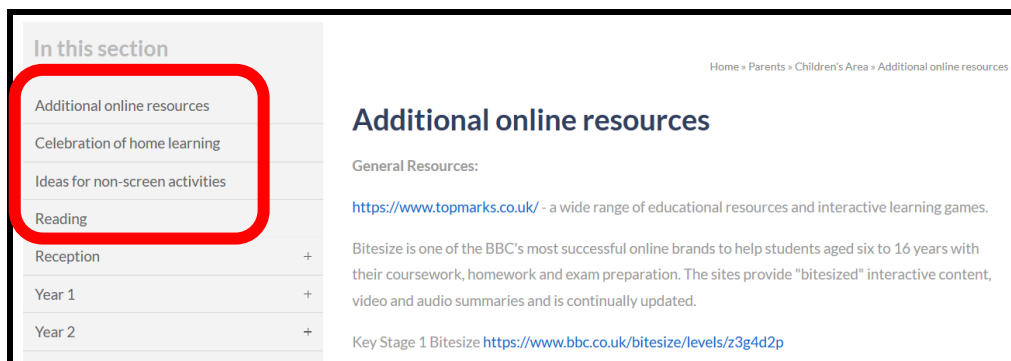 In this section
Additional online resources
Celebration of home learning
Ideas for non-screen activities
Reading
Reception +
Year 1 +
Year 2 +
Home » Parents » Children's Area » Additional online resources
Additional online resources
General Resources:
https://www.topmarks.co.uk/ - a wide range of educational resources and interactive learning games.
Bitesize is one of the BBC's most successful online brands to help students aged six to 16 years with
their coursework, homework and exam preparation. The sites provide "bitesized" interactive content,
video and audio summaries and is continually updated.
Key Stage 1 Bitesize https://www.bbc.co.uk/bitesize/levels/z3g4d2p